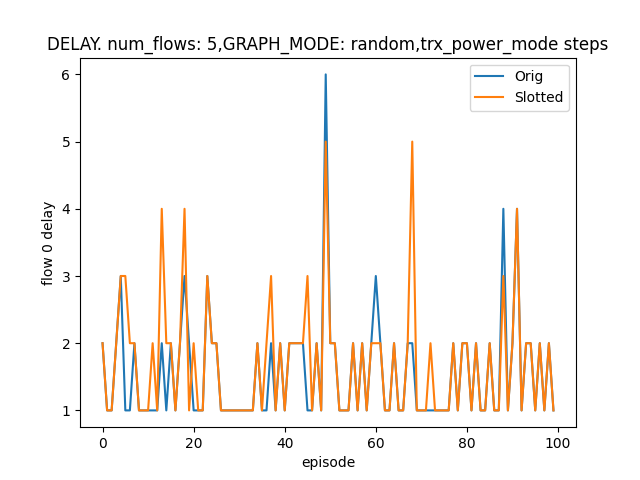 DELAY. num_flows: 5,GRAPH_MODE: random,trx_power_mode steps
Orig
Slotted
6
5
4
3
2
1
flow 0 delay
0 20 40 60 80 100
episode